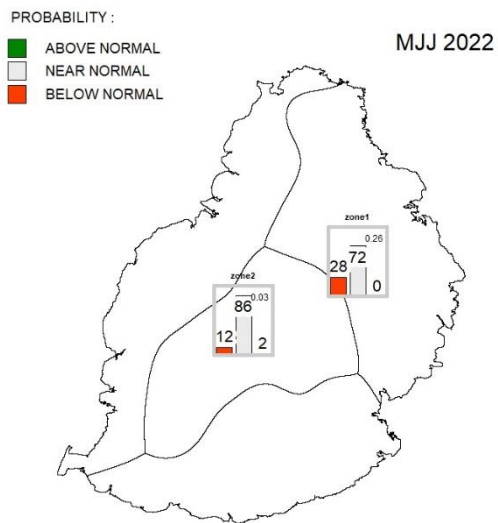 PROBABILITY :
MJJ 2022
ABOVE NORMAL
NEAR NORMAL
BELOW NORMAL
zone1
0.26
28 72 0
zone2
0.03
12 86 2